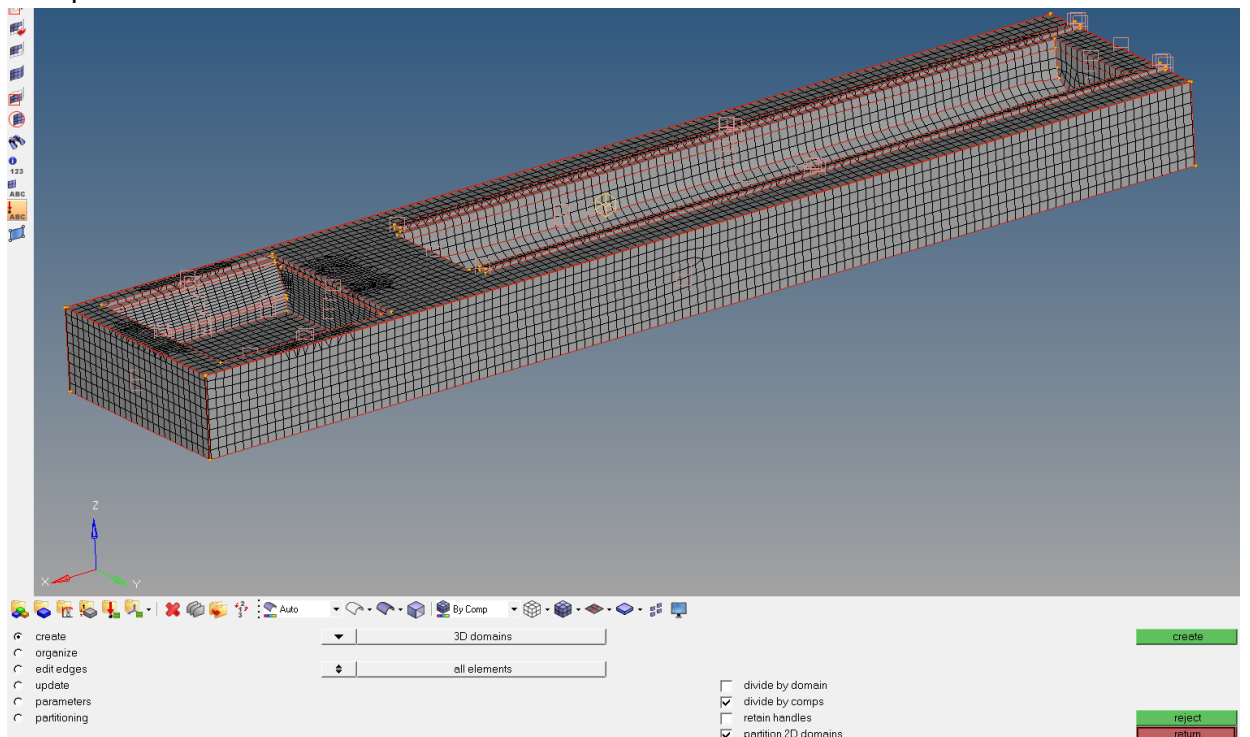 123
ABC
ABC
Z
X
Y
Auto
By Comp
create
3D domains
create
organize
edit edges
all elements
update
divide by domain
parameters
divide by comps
partitioning
retain handles
reject
partition 2D domains
return